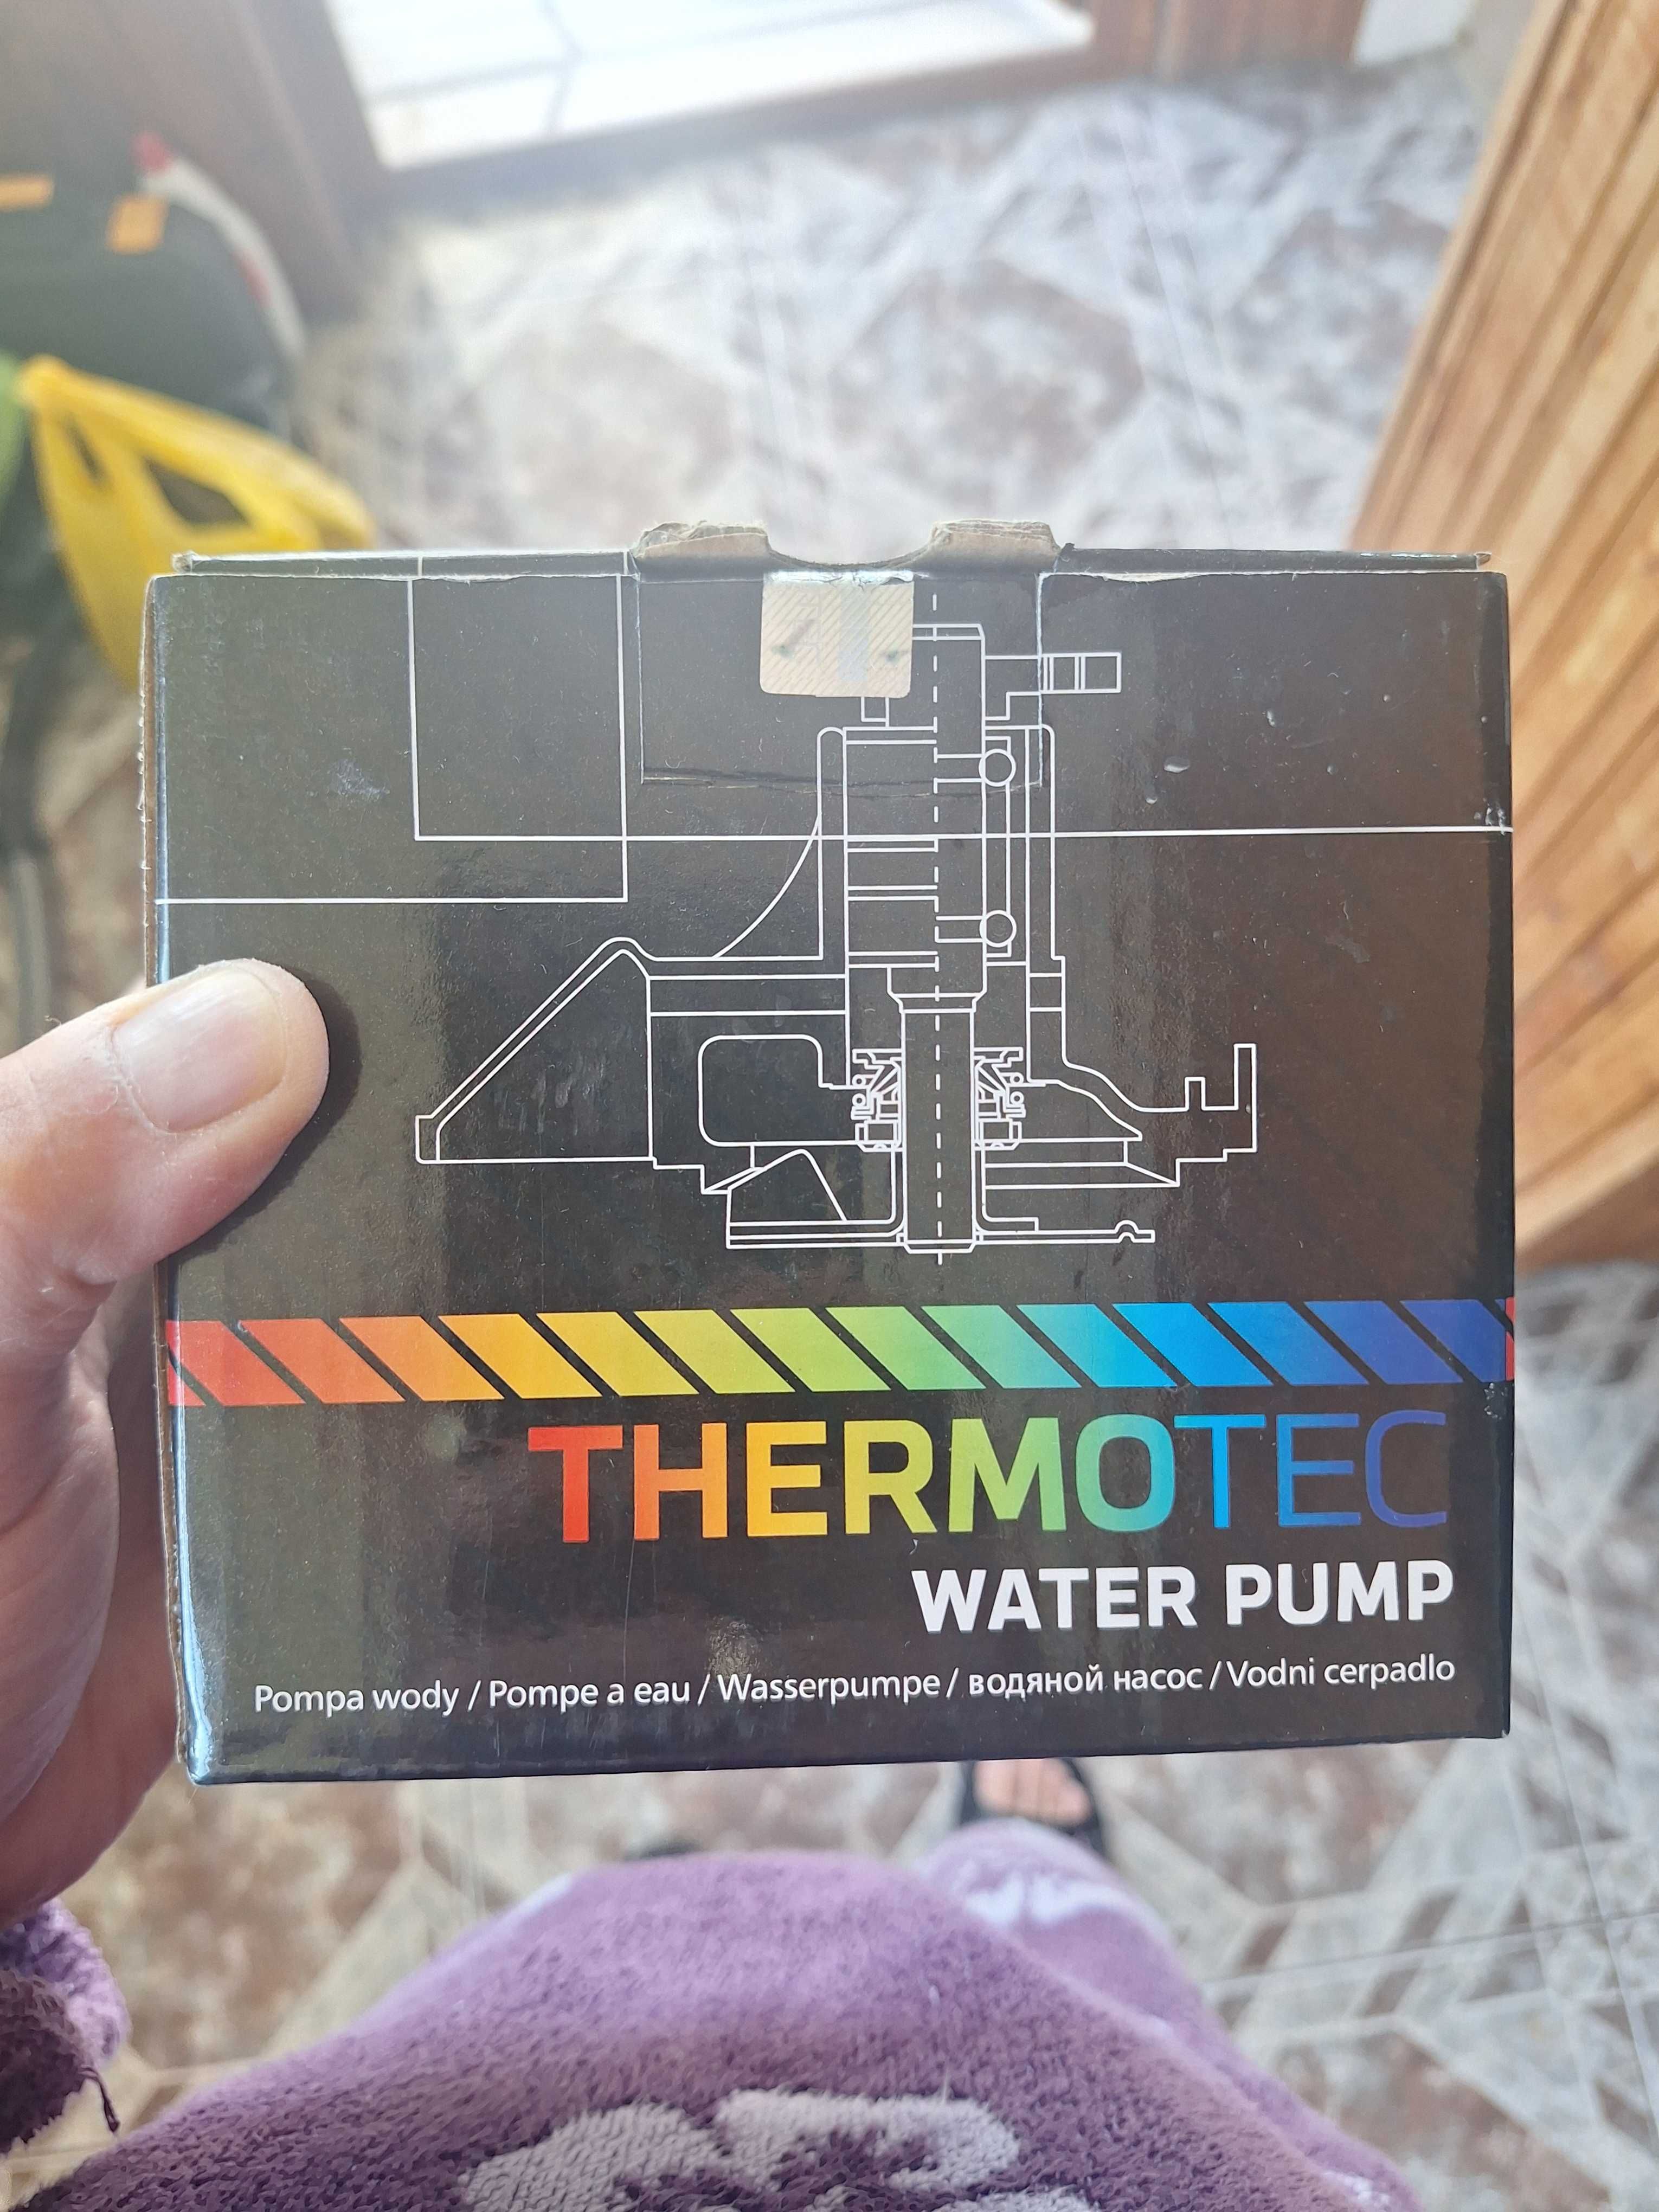 THERMOTEC
WATER PUMP
Pompa wody / Pompe a eau / Wasserpumpe / водяной насос / Vodni cerpadlo